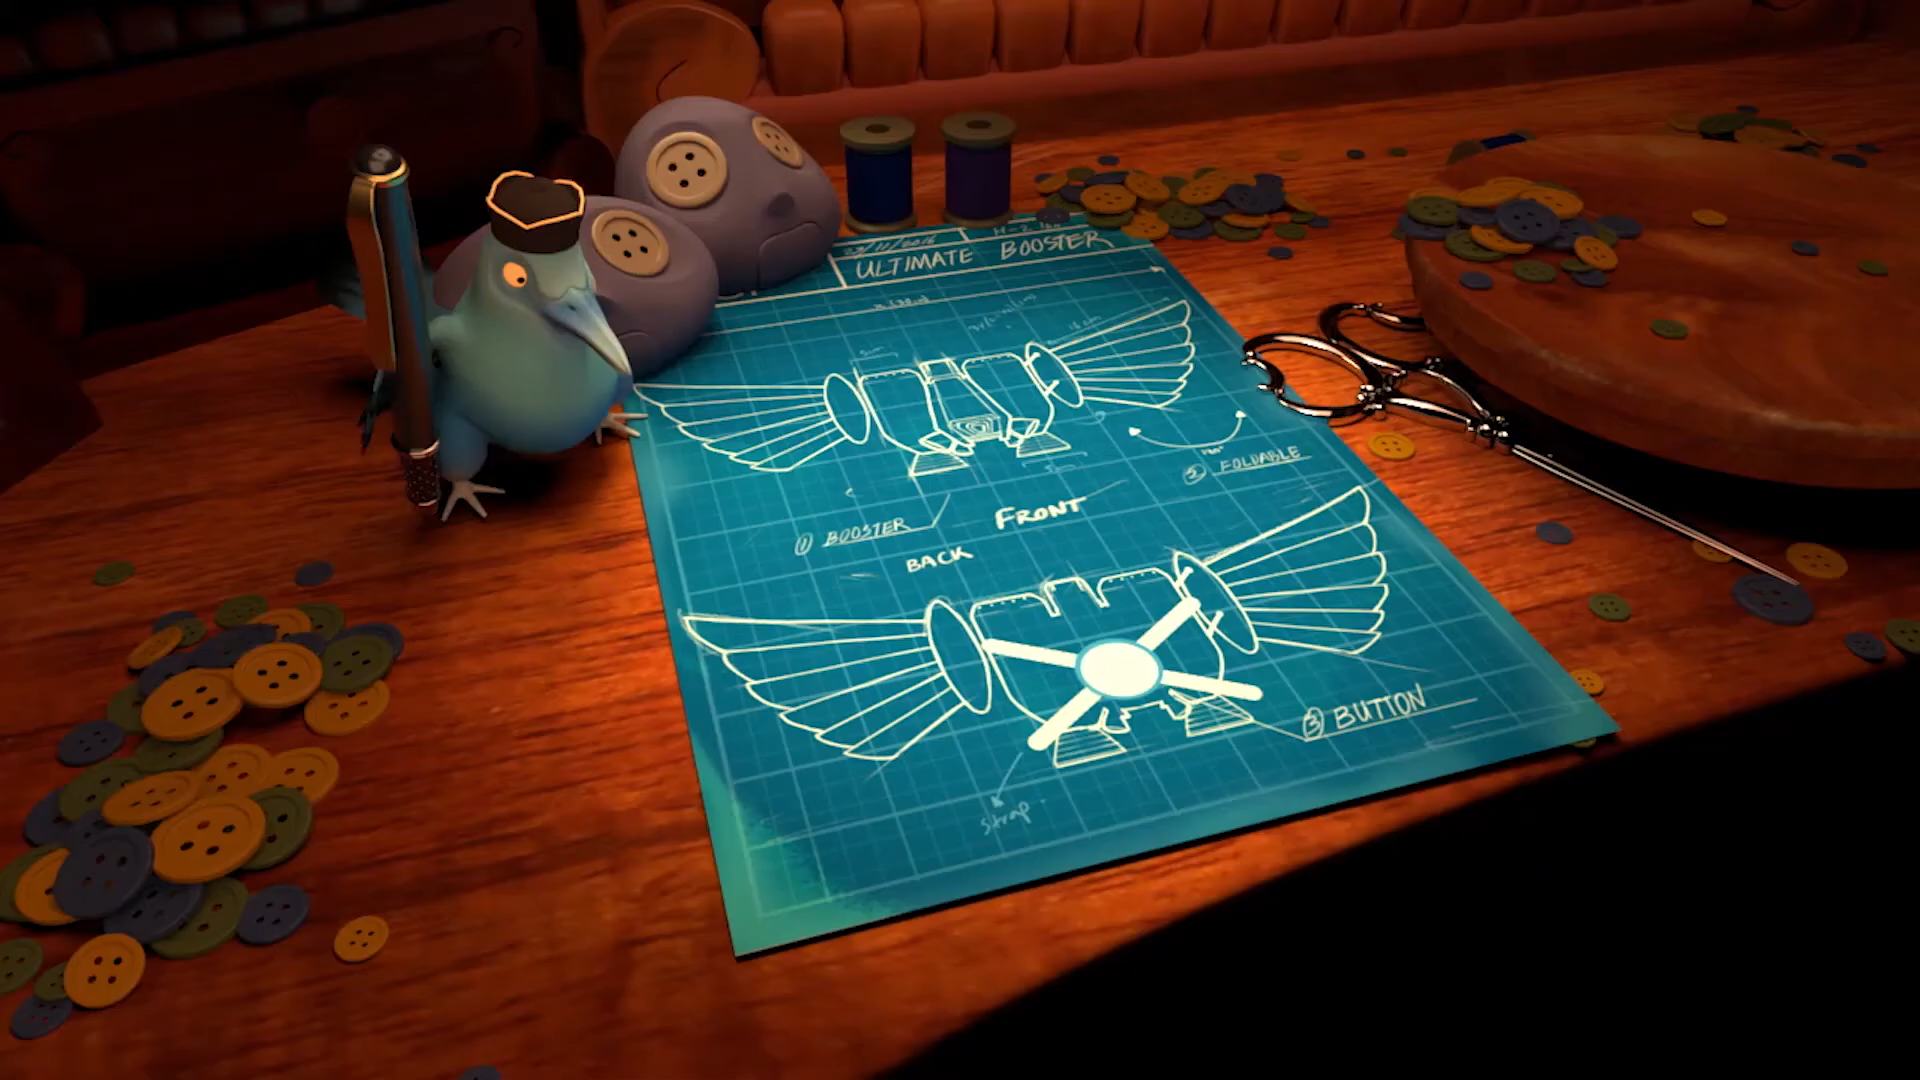 ULTIMATE BOOSTER
② FOLDABLE
① BOOSTER
FRONT
BACK
③ BUTTON
strap